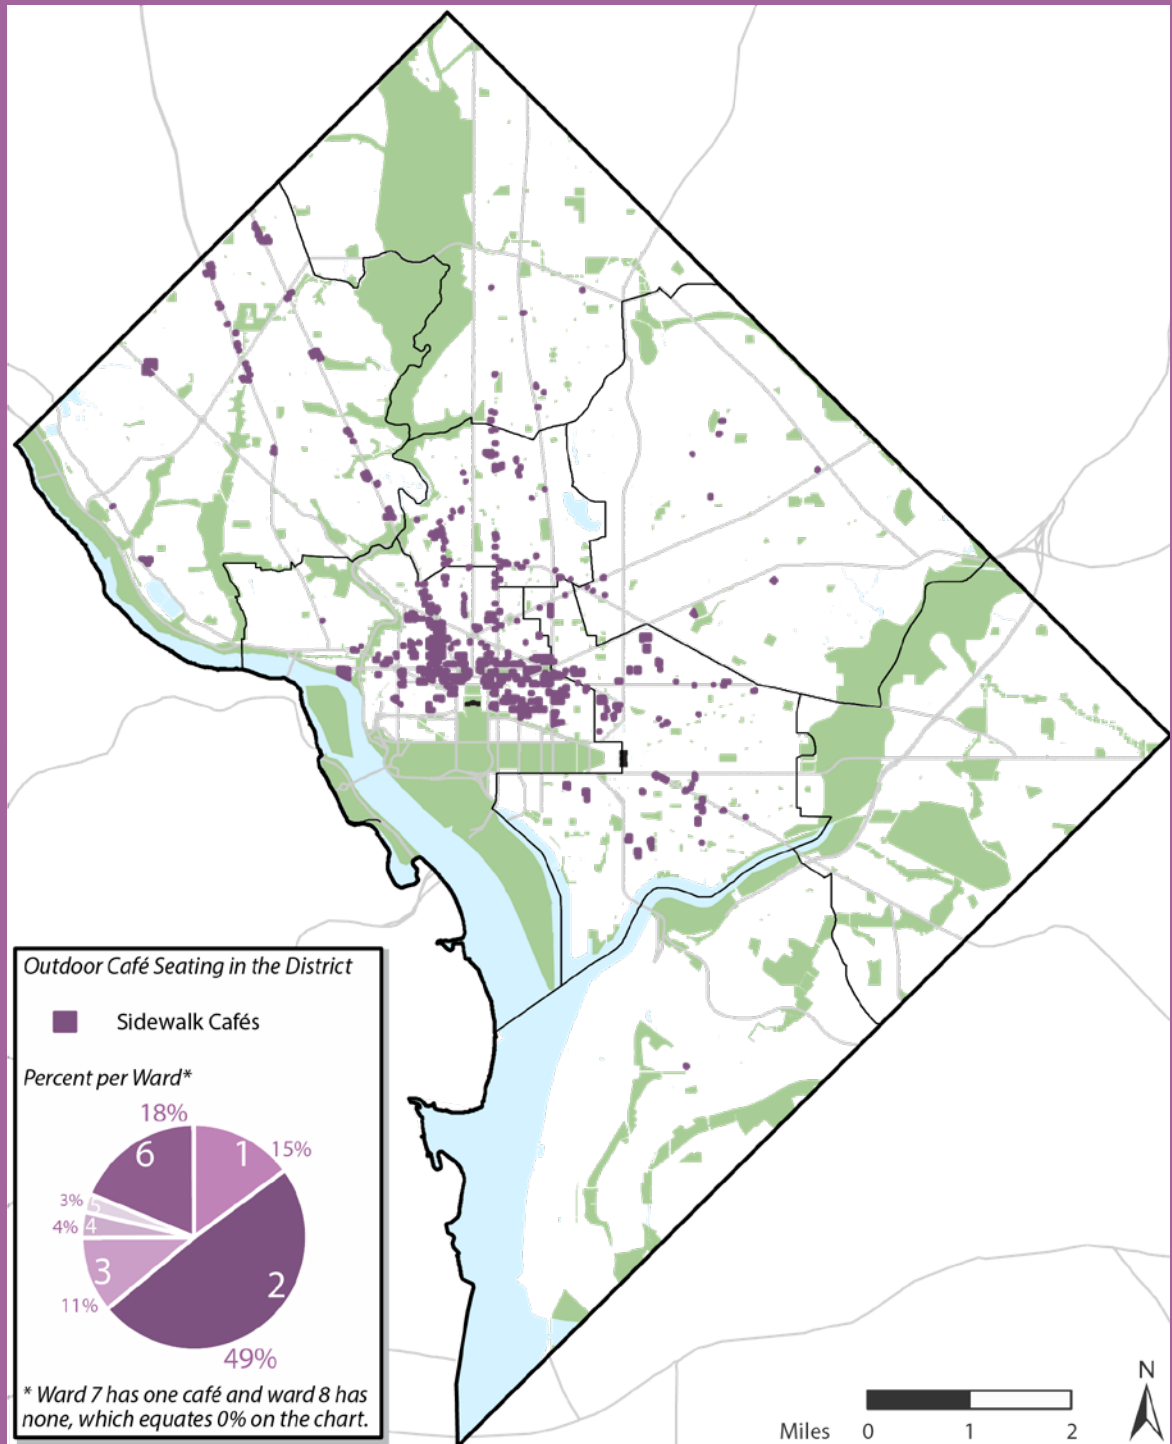 Outdoor Café Seating in the District
Sidewalk Cafés
Percent per Ward*
18%
6
1
15%
3%
5
4%
4
3
11%
2
49%
* Ward 7 has one café and ward 8 has
none, which equates 0% on the chart.
N
Miles 0 1 2